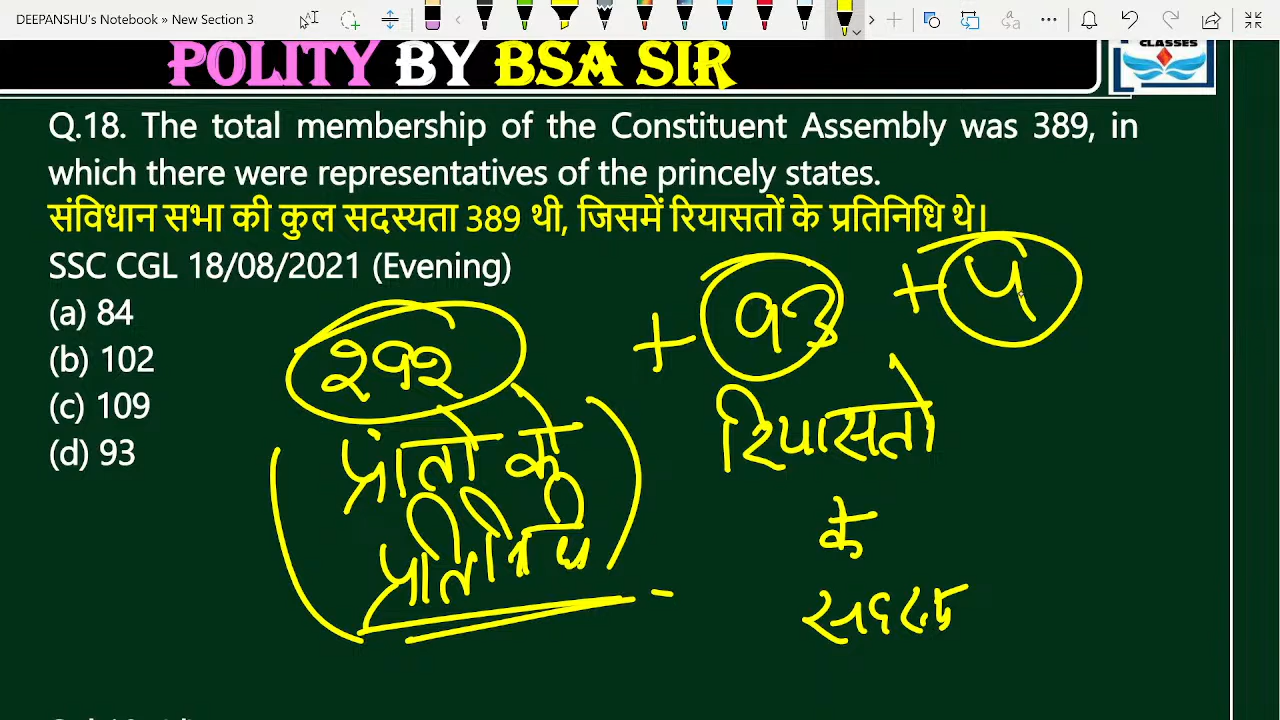 DEEPANSHU's Notebook » New Section 3
CLASSES
POLITY BY BSA SIR
Q.18. The total membership of the Constituent Assembly was 389, in
which there were representatives of the princely states.
संविधान सभा की कुल सदस्यता 389 थी, जिसमें रियासतों के प्रतिनिधि थे।
SSC CGL 18/08/2021 (Evening)
(a) 84
(b) 102
(c) 109
(d) 93
२९२ + ९३ + ४
प्रांतो के
प्रतिनिधि
रियासतो
के
सदस्य